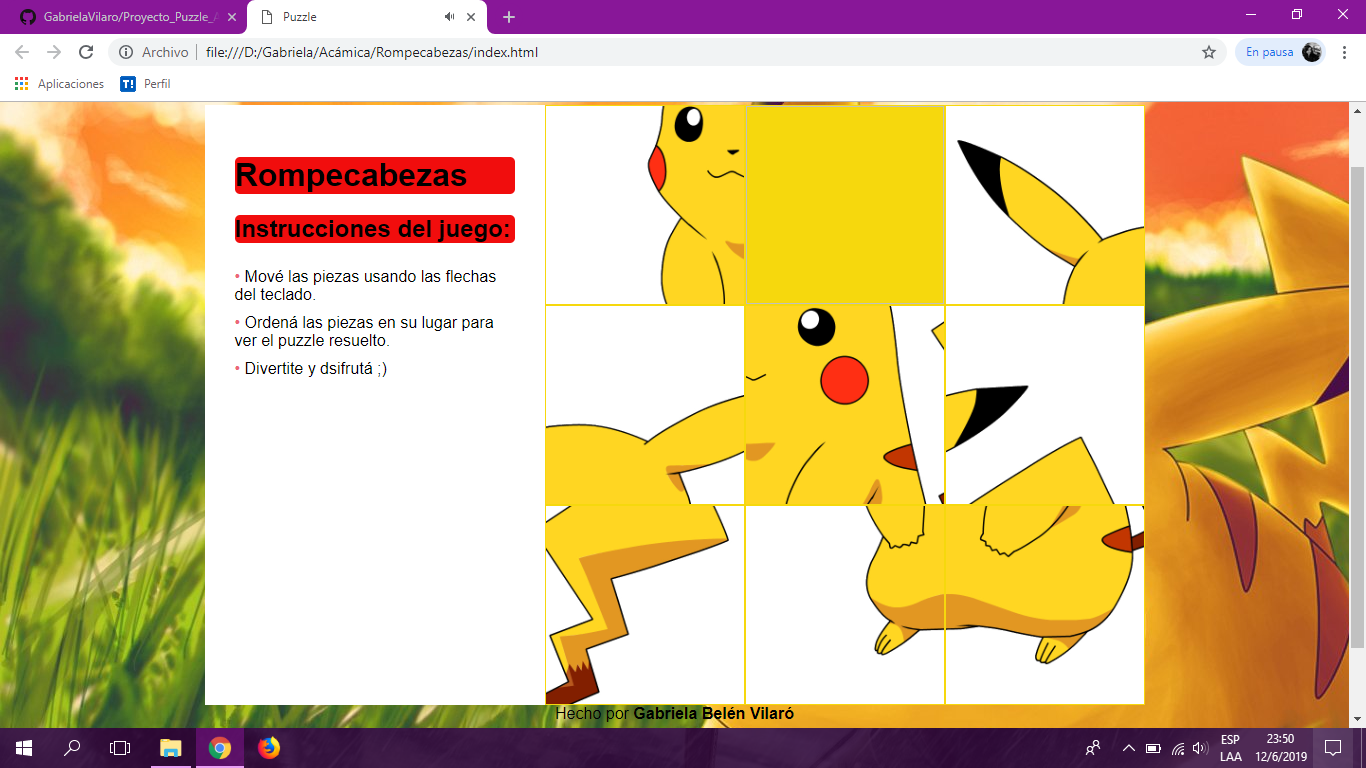 GabrielaVilaro/Proyecto_Puzzle_
Puzzle
Archivo
file:///D:/Gabriela/Acámica/Rompecabezas/index.html
En pausa
Aplicaciones
T!
Perfil
Rompecabezas
Instrucciones del juego:
• Mové las piezas usando las flechas
del teclado.
• Ordená las piezas en su lugar para
ver el puzzle resuelto.
• Divertite y dsifrutá ;)
Hecho por Gabriela Belén Vilaró
ESP
LAA
23:50
12/6/2019